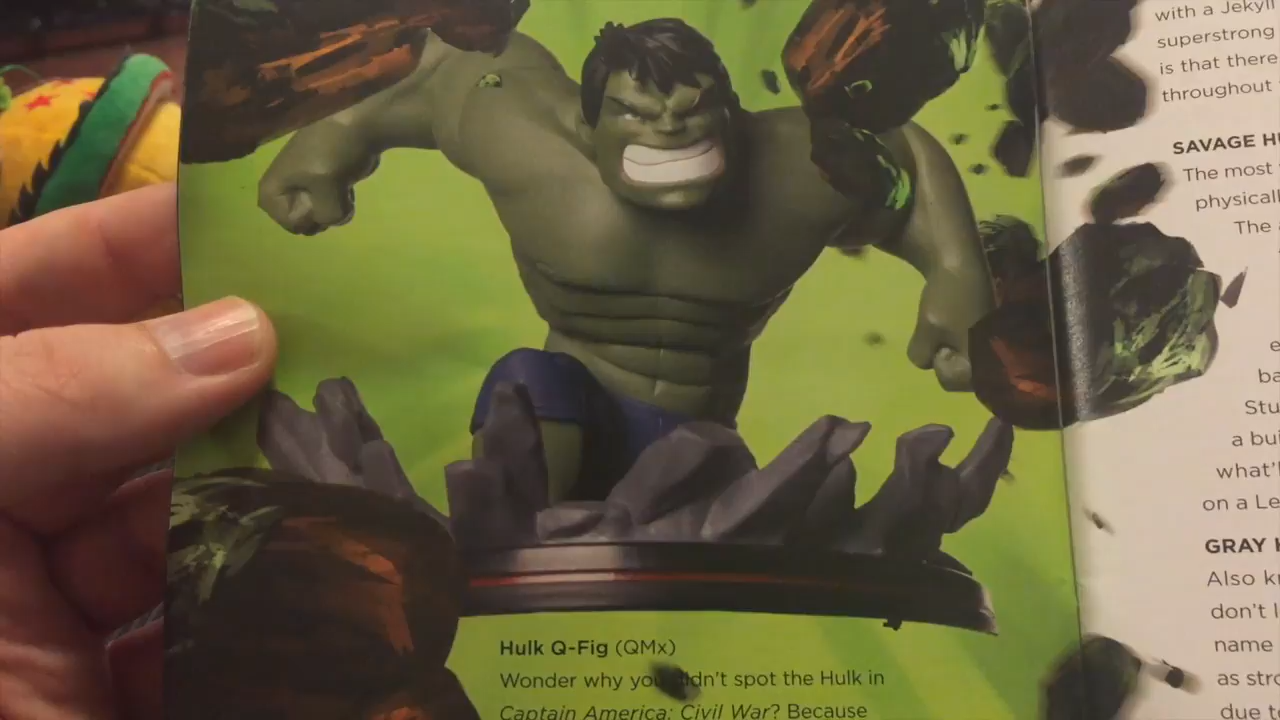 Hulk Q-Fig (QMx)
Wonder why you didn't spot the Hulk in
Captain America: Civil War? Because
with a Jekyll
superstrong
is that there
throughout
SAVAGE
The most
physicall
The
Stu
a bui
what'
on a Le
GRAY
Also k
don't l
name
as stro
due t